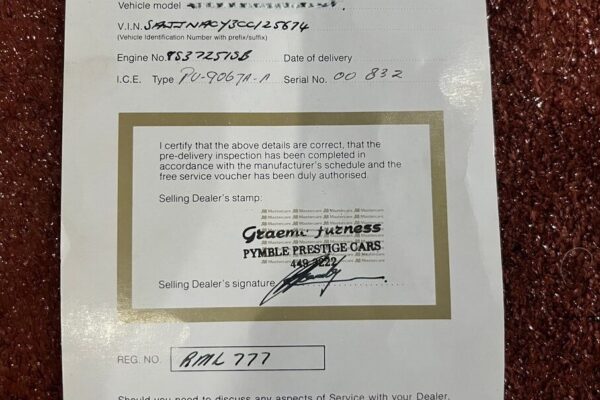 Vehicle model
V.I.N. SAJJNACY3CC125674
(Vehicle Identification Number with prefix/suffix)
Engine No. Date of delivery
I.C.E. Type PU-9067A-A Serial No. 00 832
I certify that the above details are correct, that the
pre-delivery inspection has been completed in
accordance with the manufacturer's schedule and the
free service voucher has been duly authorised.
Selling Dealer's stamp:
Graeme Furness
PYMBLE PRESTIGE CARS
449 3222
Selling Dealer's signature
REG. NO. RML 777
Should you need to discuss any aspects of Service with your Dealer,